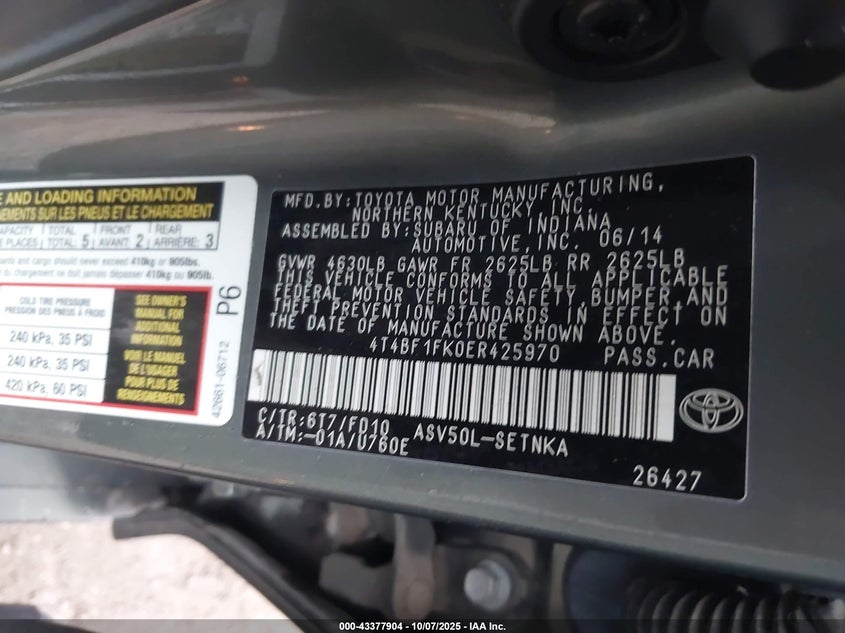 E AND LOADING INFORMATION
NEMENTS SUR LES PNEUS ET LE CHARGEMENT
CAPACITY TOTAL FRONT REAR
PLACES TOTAL: 5 AVANT: 2 ARRIÈRE: 3
ants and cargo should never exceed 410kg or 905lbs.
ne doit jamais dépasser 410kg ou 905lb.
COLD TIRE PRESSURE
PRESSION DES PNEUS À FROID
240 kPa, 35 PSI
240 kPa, 35 PSI
420 kPa, 60 PSI
SEE OWNER'S
MANUAL FOR
ADDITIONAL
INFORMATION
VOIR LE MANUEL
DE L'USAGER
POUR PLUS DE
RENSEIGNEMENTS
P6
42661-06712
MFD.BY: TOYOTA MOTOR MANUFACTURING,
NORTHERN KENTUCKY INC.
ASSEMBLED BY: SUBARU OF INDIANA
AUTOMOTIVE, INC. 06/14
GVWR 4630LB GAWR FR 2625LB RR 2625LB
THIS VEHICLE CONFORMS TO ALL APPLICABLE
FEDERAL MOTOR VEHICLE SAFETY, BUMPER, AND
THEFT PREVENTION STANDARDS IN EFFECT ON
THE DATE OF MANUFACTURE SHOWN ABOVE.
4T4BF1FK0ER425970 PASS.CAR
C/TR:6T7/FD10
A/TM:-01A/U760E
ASV50L-SETNKA
26427
000-43377904 | 10/07/2025 - IAA Inc.